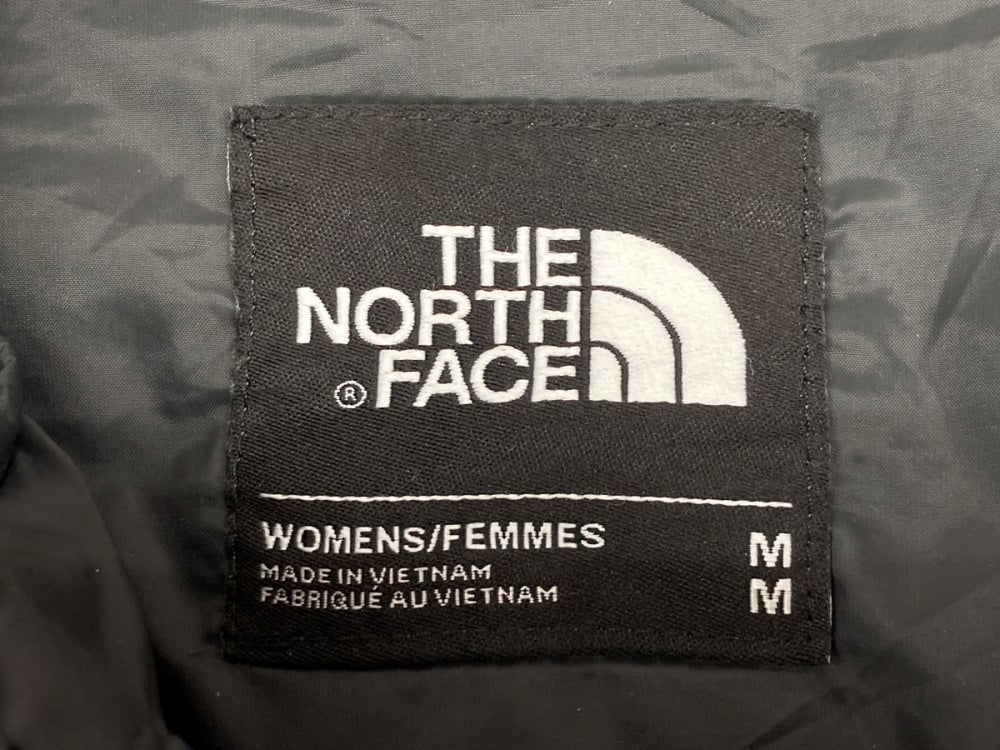 THE
NORTH
® FACE
WOMENS/FEMMES M
MADE IN VIETNAM
FABRIQUÉ AU VIETNAM M